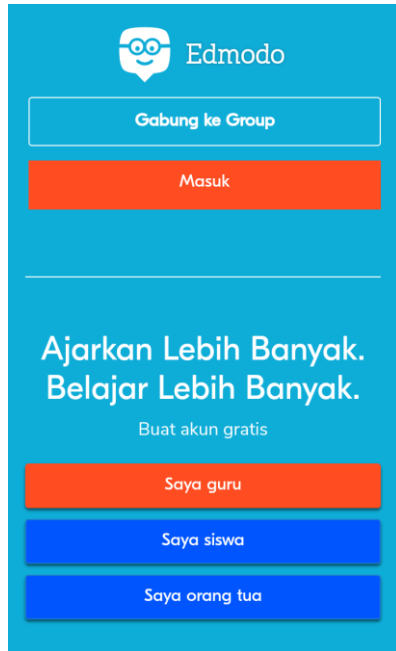 Edmodo
Gabung ke Group
Masuk
Ajarkan Lebih Banyak.
Belajar Lebih Banyak.
Buat akun gratis
Saya guru
Saya siswa
Saya orang tua